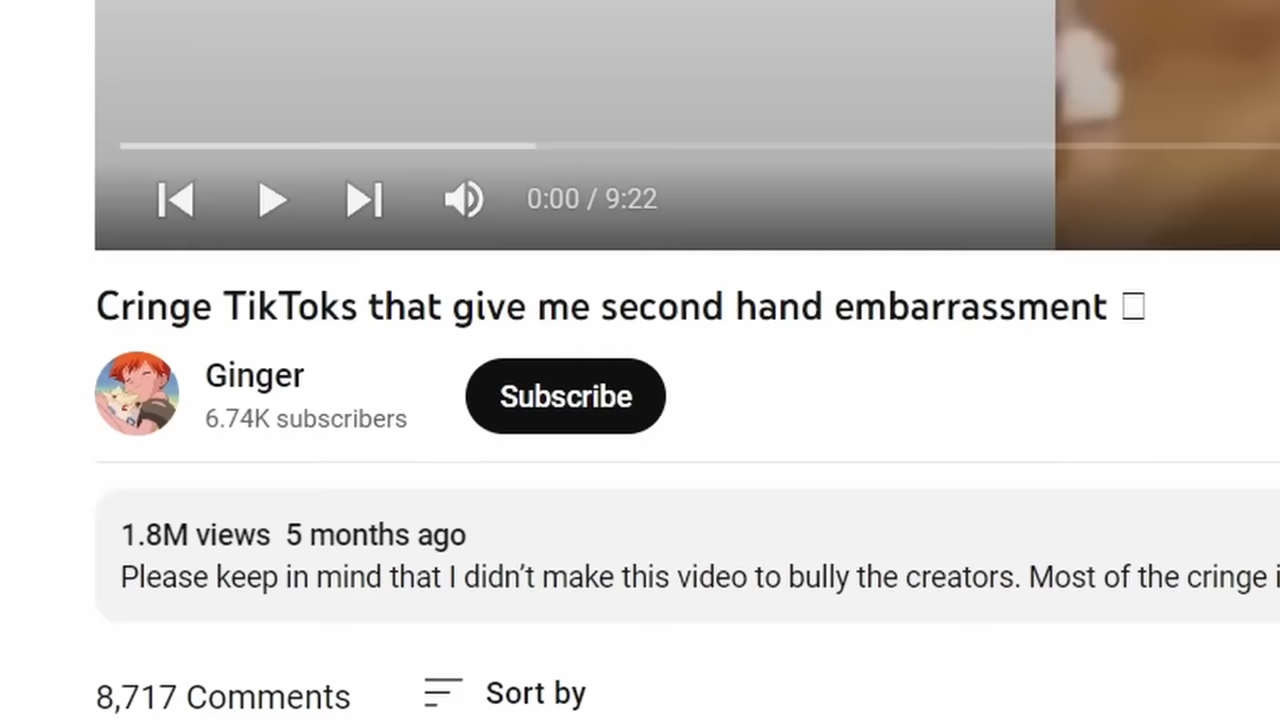 0:00 / 9:22
Cringe TikToks that give me second hand embarrassment
Ginger
6.74K subscribers
Subscribe
1.8M views 5 months ago
Please keep in mind that I didn't make this video to bully the creators. Most of the cringe
8,717 Comments
Sort by